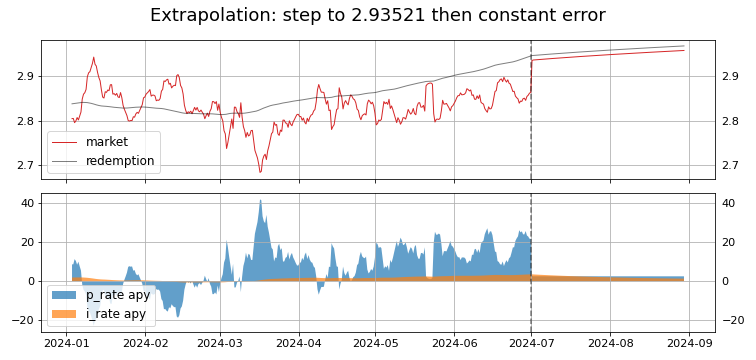 Extrapolation: step to 2.93521 then constant error
2.9 2.9
2.8 2.8
2.7 2.7
market
redemption
40 40
20 20
0 0
−20 −20
p_rate apy
i_rate apy
2024-01 2024-02 2024-03 2024-04 2024-05 2024-06 2024-07 2024-08 2024-09